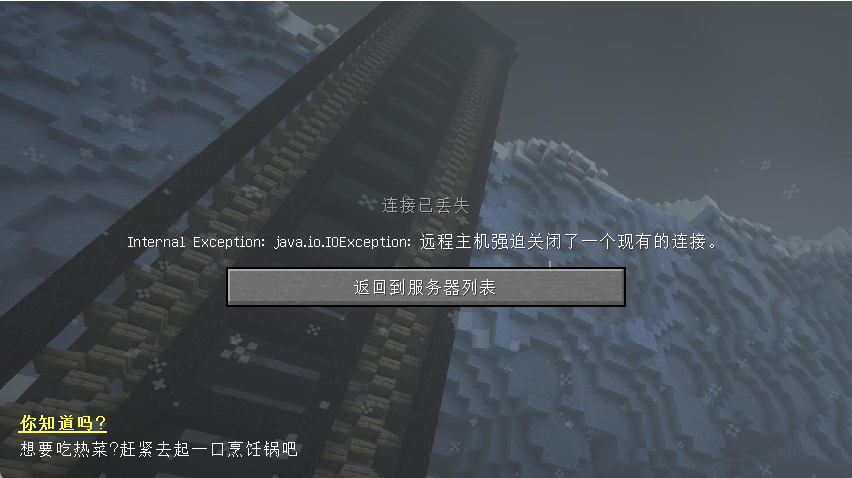 连接已丢失
Internal Exception: java.io.IOException: 远程主机强迫关闭了一个现有的连接。
返回到服务器列表
你知道吗?
想要吃热菜?赶紧去起一口烹饪锅吧